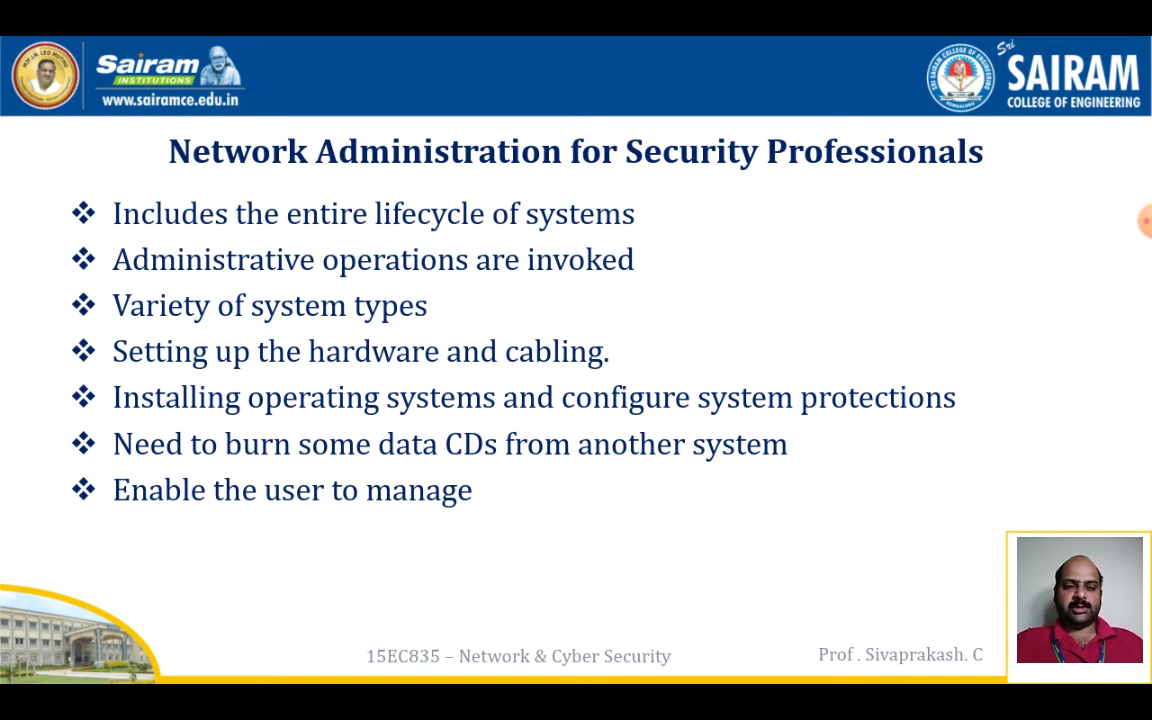 Sairam
INSTITUTIONS
www.sairamce.edu.in
Sri
SAIRAM
COLLEGE OF ENGINEERING
Network Administration for Security Professionals
❖ Includes the entire lifecycle of systems
❖ Administrative operations are invoked
❖ Variety of system types
❖ Setting up the hardware and cabling.
❖ Installing operating systems and configure system protections
❖ Need to burn some data CDs from another system
❖ Enable the user to manage
15EC835 – Network & Cyber Security
Prof . Sivaprakash. C